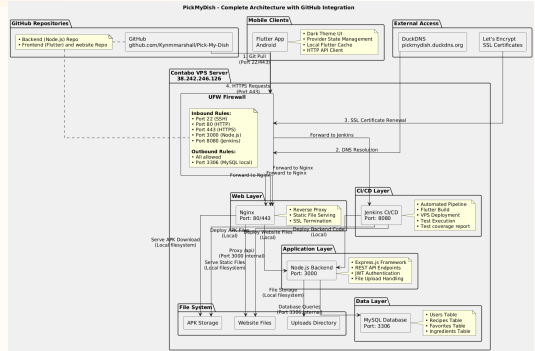 PickMyDish - Complete Architecture with GitHub Integration
GitHub Repositories
• Backend (Node.js) Repo
• Frontend (Flutter) and website Repo
GitHub
github.com/Kynmmarshall/Pick-My-Dish
Mobile Clients
Flutter App
Android
• Dark Theme UI
• Provider State Management
• Local Flutter Cache
• HTTP API Client
External Access
DuckDNS
pickmydish.duckdns.org
Let's Encrypt
SSL Certificates
1. Git Pull
(Port 22/443)
Contabo VPS Server
38.242.246.126
4. HTTPS Requests
(Port 443)
UFW Firewall
Inbound Rules:
• Port 22 (SSH)
• Port 80 (HTTP)
• Port 443 (HTTPS)
• Port 3000 (Node.js)
• Port 8080 (Jenkins)
Outbound Rules:
• All allowed
• Port 3306 (MySQL local)
3. SSL Certificate Renewal
Forward to Jenkins
2. DNS Resolution
Forward to Nginx
Forward to Nginx
Forward to Nginx
Web Layer
Nginx
Port: 80/443
• Reverse Proxy
• Static File Serving
• SSL Termination
CI/CD Layer
Jenkins CI/CD
Port: 8080
• Automated Pipeline
• Flutter Build
• VPS Deployment
• Test Execution
• Test coverage report
Deploy APK Files
(Local)
Deploy Website Files
(Local)
Deploy Backend Code
(Local)
Serve APK Download
(Local filesystem)
Proxy /api/
(Port 3000 internal)
Serve Static Files
(Local filesystem)
Application Layer
Node.js Backend
Port: 3000
• Express.js Framework
• REST API Endpoints
• JWT Authentication
• File Upload Handling
File Storage
(Local filesystem)
Database Queries
(Port 3306 internal)
File System
APK Storage
Website Files
Uploads Directory
Data Layer
MySQL Database
Port: 3306
• Users Table
• Recipes Table
• Favorites Table
• Ingredients Table